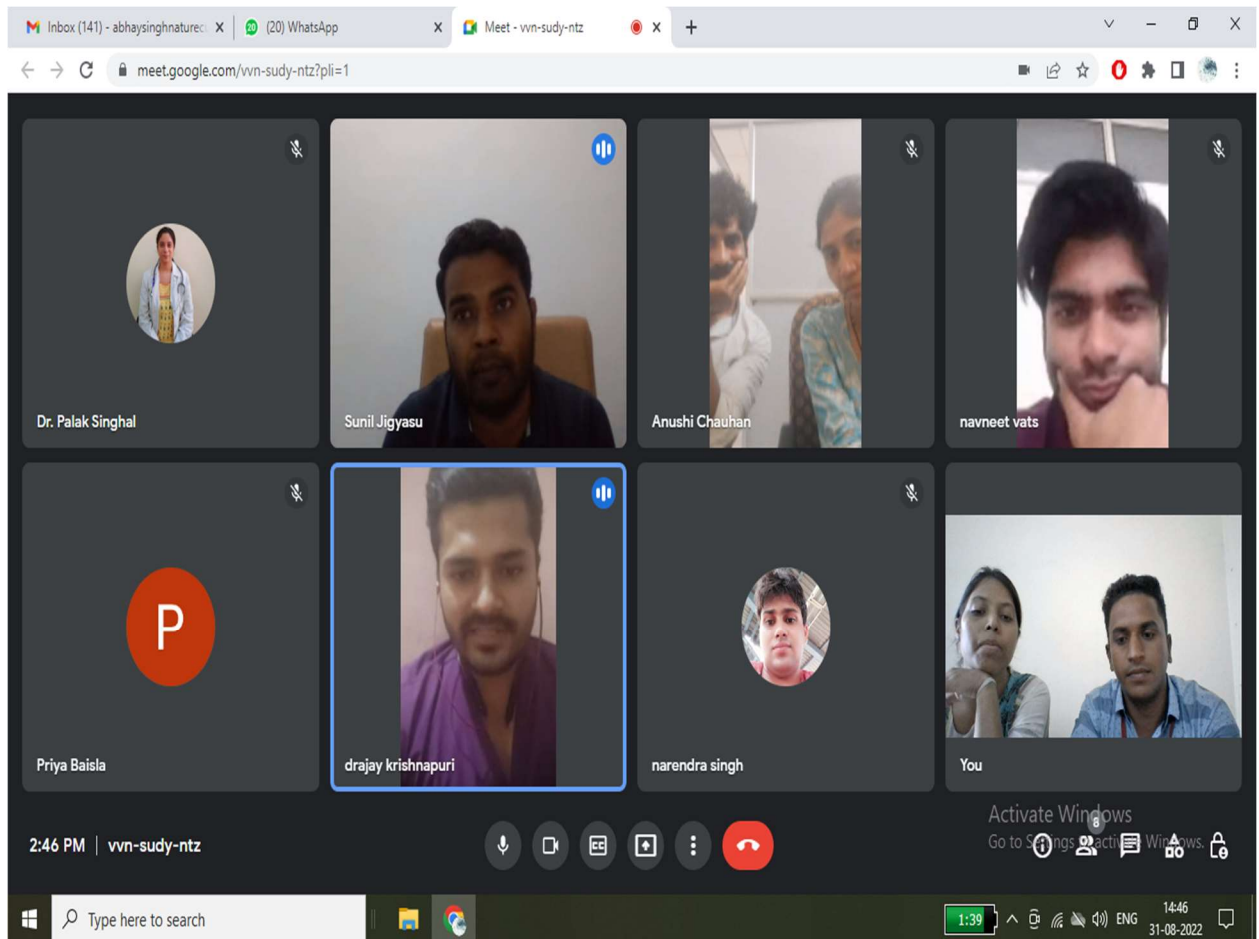 Inbox (141) - abhaysinghnaturec
20 (20) WhatsApp
Meet - vvn-sudy-ntz
meet.google.com/vvn-sudy-ntz?pli=1
Dr. Palak Singhal
Sunil Jigyasu
Anushi Chauhan
navneet vats
P
Priya Baisla
drajay krishnapuri
narendra singh
You
2:46 PM | vvn-sudy-ntz
CC
8
Activate Windows
Go to Settings to activate Windows.
Type here to search
1:39
ENG
14:46
31-08-2022